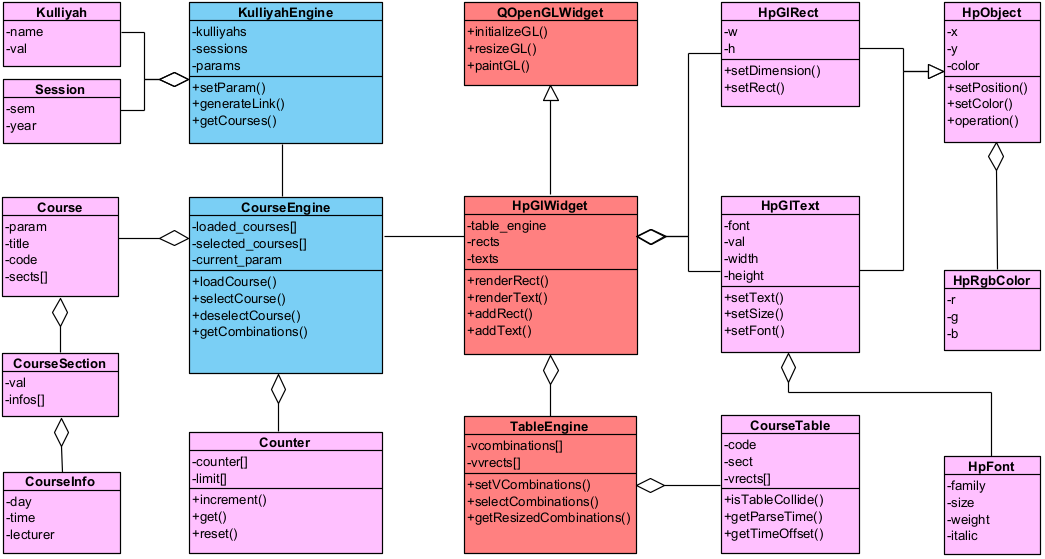 Kulliyah
-name
-val
Session
-sem
-year
KulliyahEngine
-kulliyahs
-sessions
-params
+setParam()
+generateLink()
+getCourses()
QOpenGLWidget
+initializeGL()
+resizeGL()
+paintGL()
HpGlRect
-w
-h
+setDimension()
+setRect()
HpObject
-x
-y
-color
+setPosition()
+setColor()
+operation()
Course
-param
-title
-code
-sects[]
CourseEngine
-loaded_courses[]
-selected_courses[]
-current_param
+loadCourse()
+selectCourse()
+deselectCourse()
+getCombinations()
HpGlWidget
-table_engine
-rects
-texts
+renderRect()
+renderText()
+addRect()
+addText()
HpGlText
-font
-val
-width
-height
+setText()
+setSize()
+setFont()
HpRgbColor
-r
-g
-b
CourseSection
-val
-infos[]
CourseInfo
-day
-time
-lecturer
Counter
-counter[]
-limit[]
+increment()
+get()
+reset()
TableEngine
-vcombinations[]
-vvrects[]
+setVCombinations()
+selectCombinations()
+getResizedCombinations()
CourseTable
-code
-sect
-vrects[]
+isTableCollide()
+getParseTime()
+getTimeOffset()
HpFont
-family
-size
-weight
-italic